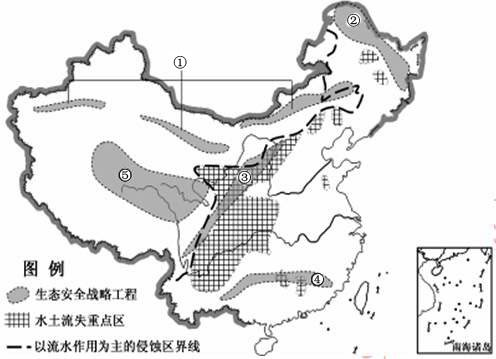 ②
①
⑤
③
④
图 例
生态安全战略工程
水土流失重点区
以流水作用为主的侵蚀区界线
南海诸岛